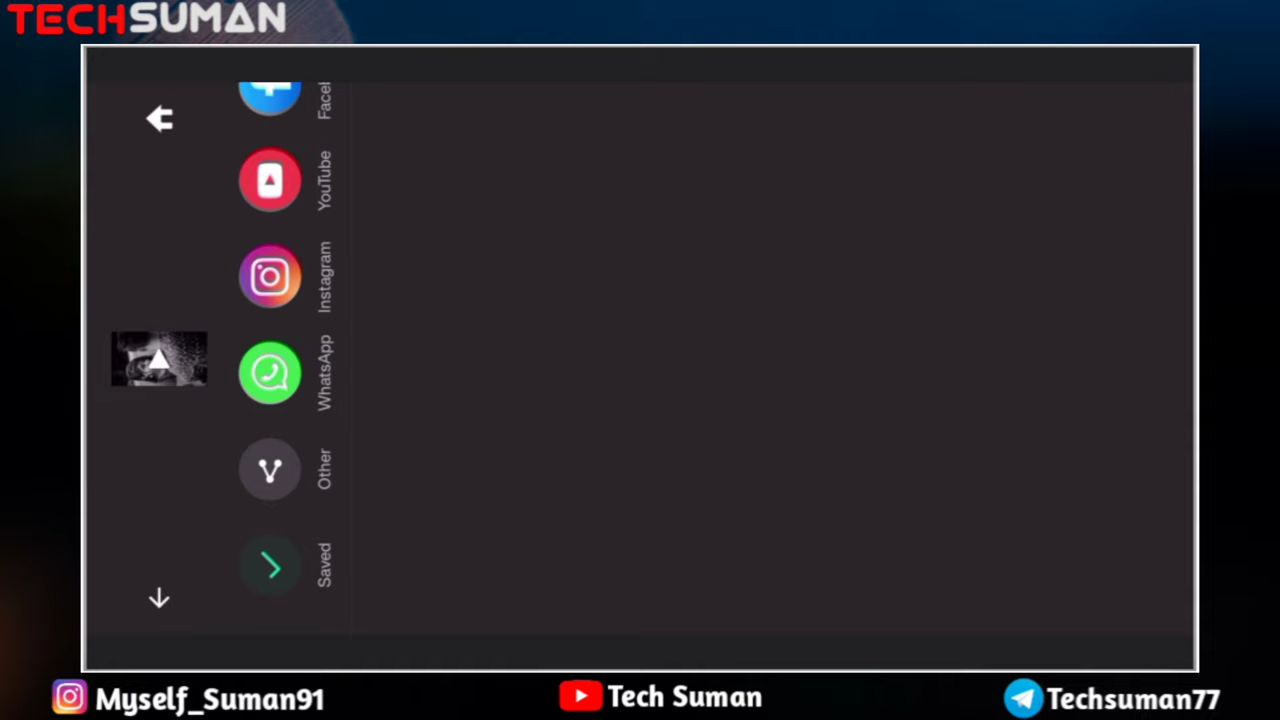 TECHSUMAN
Facel
YouTube
Instagram
WhatsApp
Other
Saved
Myself_Suman91
Tech Suman
Techsuman77